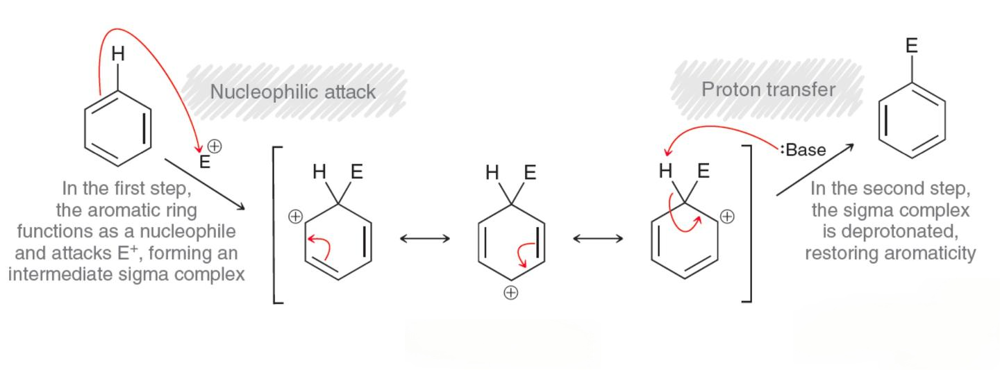 H
Nucleophilic attack
E⊕
In the first step,
the aromatic ring
functions as a nucleophile
and attacks E⁺, forming an
intermediate sigma complex
H E
⊕
H E
⊕
Proton transfer
H E
⊕
:Base
E
In the second step,
the sigma complex
is deprotonated,
restoring aromaticity